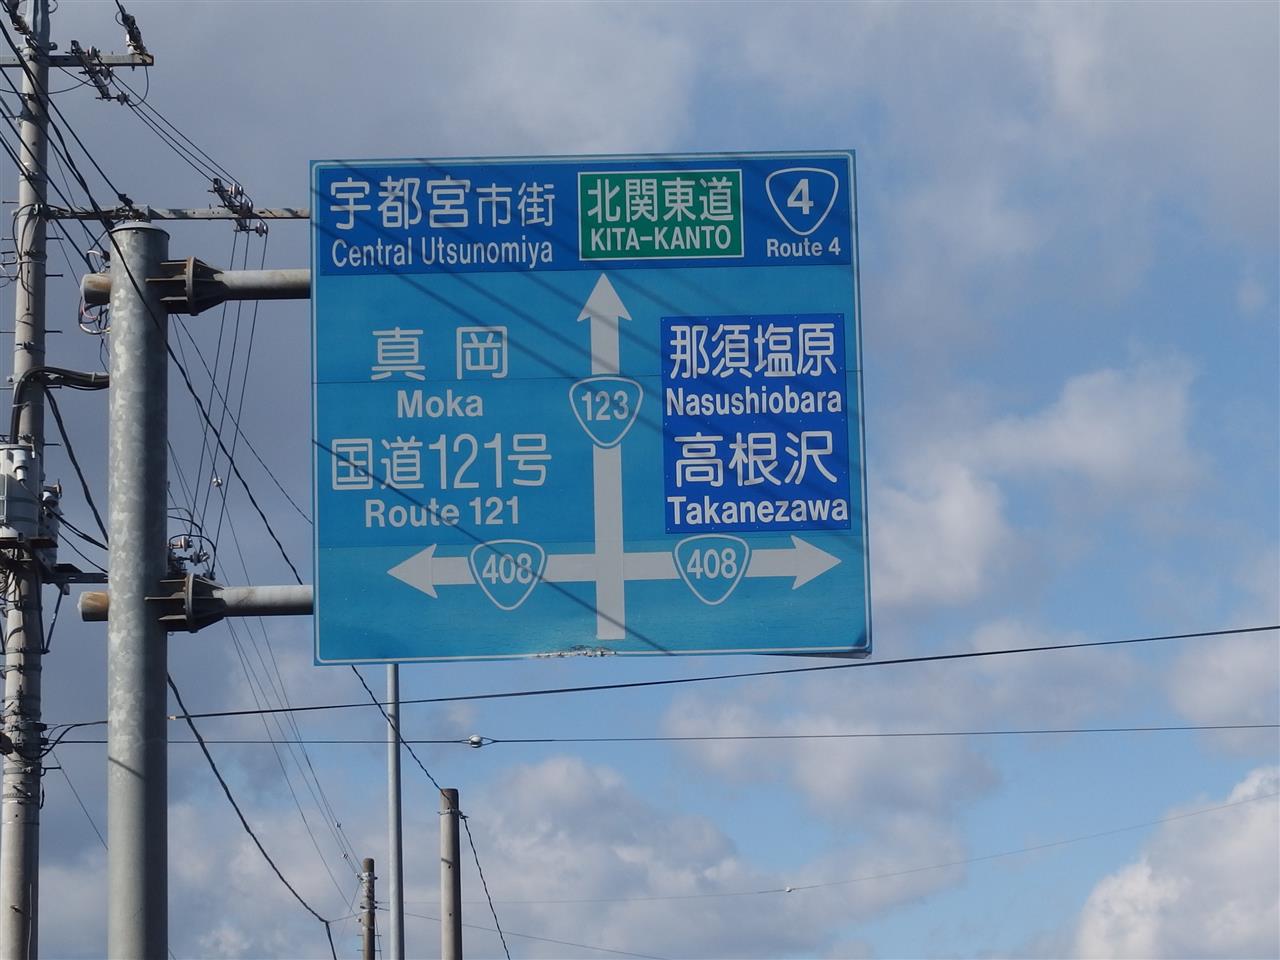 宇都宮市街
Central Utsunomiya
北関東道
KITA-KANTO
4
Route 4
真岡
Moka
国道121号
Route 121
123
那須塩原
Nasushiobara
高根沢
Takanezawa
408
408